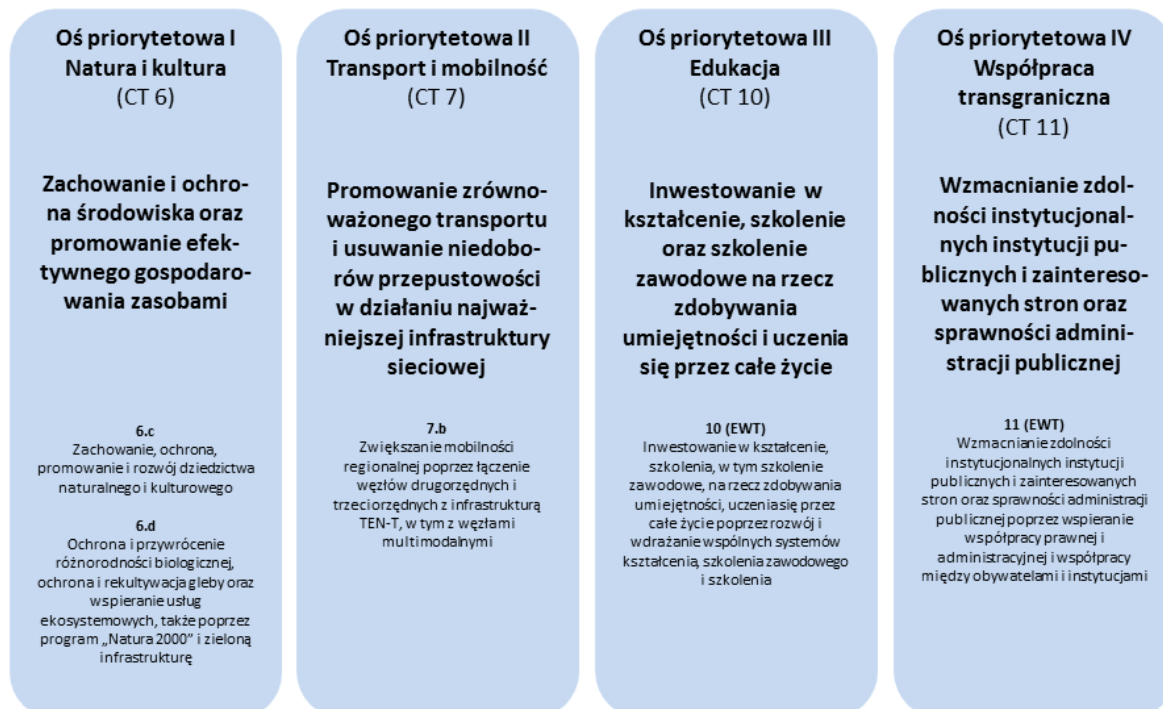 Oś priorytetowa I
Natura i kultura
(CT 6)
Zachowanie i ochro-
na środowiska oraz
promowanie efek-
tywnego gospodaro-
wania zasobami
6.c
Zachowanie, ochrona,
promowanie i rozwój dziedzictwa
naturalnego i kulturowego
6.d
Ochrona i przywrócenie
różnorodności biologicznej,
ochrona i rekultywacja gleby oraz
wspieranie usług
ekosystemowych, także poprzez
program „Natura 2000” i zieloną
infrastrukturę
Oś priorytetowa II
Transport i mobilność
(CT 7)
Promowanie zrówno-
ważonego transportu
i usuwanie niedobo-
rów przepustowości
w działaniu najważ-
niejszej infrastruktury
sieciowej
7.b
Zwiększanie mobilności
regionalnej poprzez łączenie
węzłów drugorzędnych i
trzeciorzędnych z infrastrukturą
TEN-T, w tym z węzłami
multimodalnymi
Oś priorytetowa III
Edukacja
(CT 10)
Inwestowanie w
kształcenie, szkolenie
oraz szkolenie
zawodowe na rzecz
zdobywania
umiejętności i uczenia
się przez całe życie
10 (EWT)
Inwestowanie w kształcenie,
szkolenia, w tym szkolenie
zawodowe, na rzecz zdobywania
umiejętności, uczenia się przez
całe życie poprzez rozwój i
wdrażanie wspólnych systemów
kształcenia, szkolenia zawodowego
i szkolenia
Oś priorytetowa IV
Współpraca
transgraniczna
(CT 11)
Wzmacnianie zdol-
ności instytucjonal-
nych instytucji pu-
blicznych i zaintereso-
wanych stron oraz
sprawności admini-
stracji publicznej
11 (EWT)
Wzmacnianie zdolności
instytucjonalnych instytucji
publicznych i zainteresowanych
stron oraz sprawności administracji
publicznej poprzez wspieranie
współpracy prawnej i
administracyjnej i współpracy
między obywatelami i instytucjami